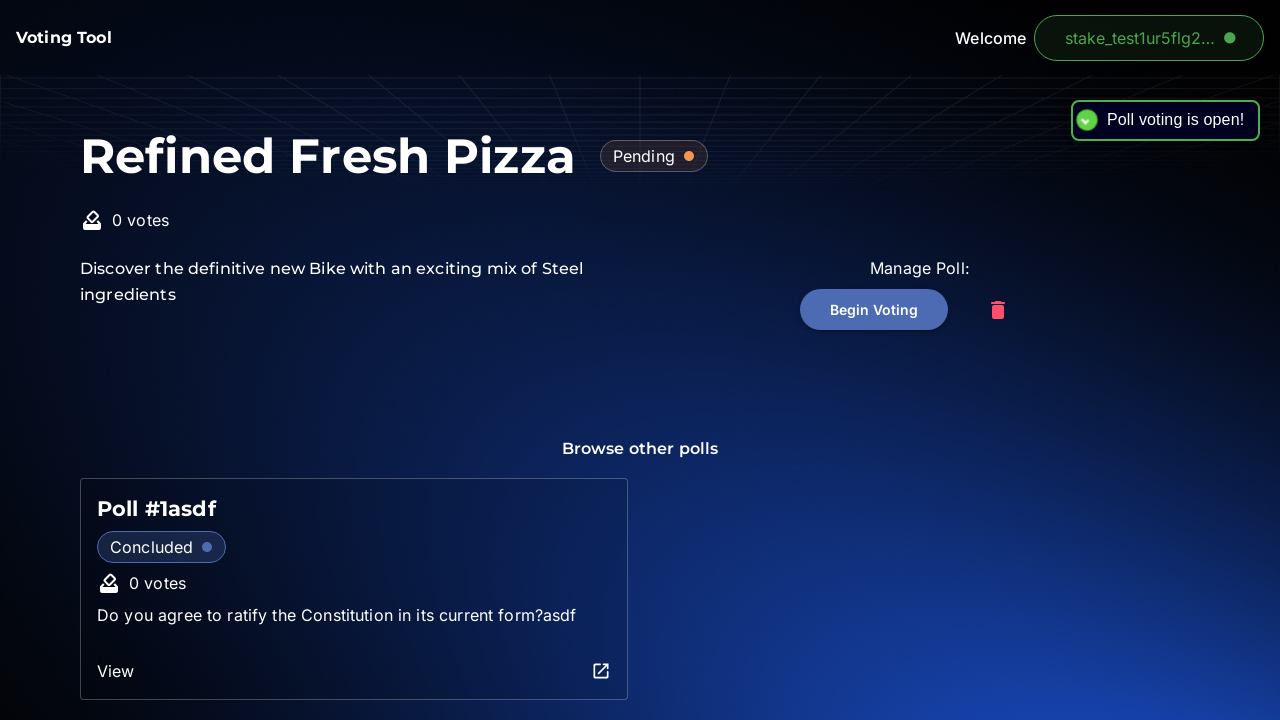 Voting Tool
Welcome
stake_test1ur5flg2...
Poll voting is open!
Refined Fresh Pizza
Pending
0 votes
Discover the definitive new Bike with an exciting mix of Steel
ingredients
Manage Poll:
Begin Voting
Browse other polls
Poll #1asdf
Concluded
0 votes
Do you agree to ratify the Constitution in its current form?asdf
View